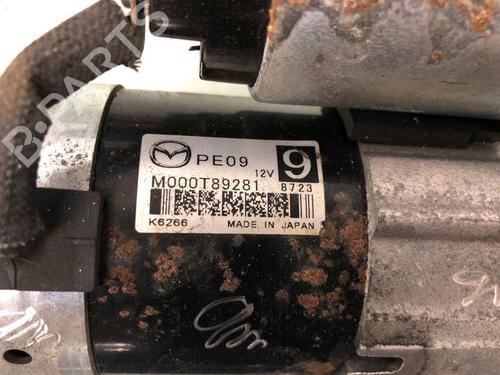 B-PARTS
PE09
12V 9
M000T89281 8723
K6266 MADE IN JAPAN